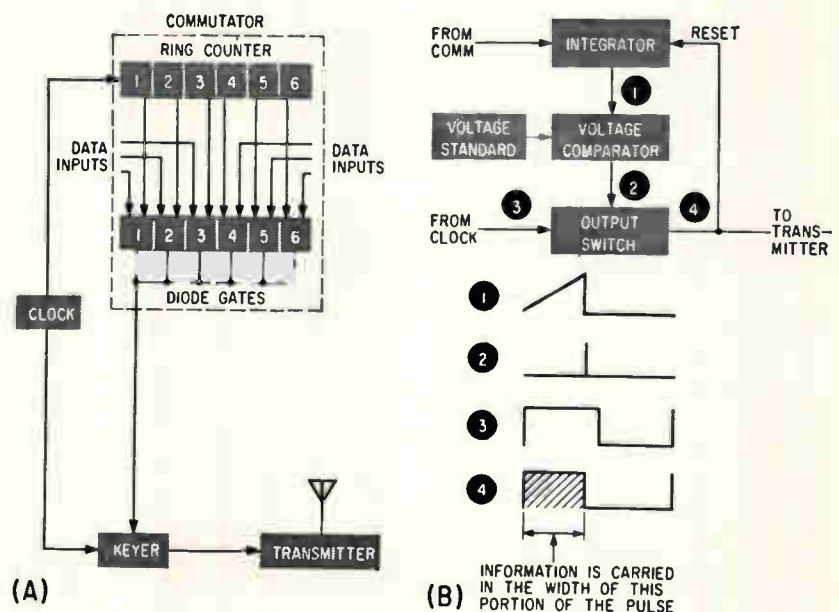 COMMUTATOR
RING COUNTER
1 2 3 4 5 6
DATA
INPUTS
DATA
INPUTS
1 2 3 4 5 6
DIODE GATES
CLOCK
KEYER
TRANSMITTER
(A)
FROM
COMM
INTEGRATOR
RESET
1
VOLTAGE
STANDARD
VOLTAGE
COMPARATOR
2
3
4
FROM
CLOCK
OUTPUT
SWITCH
TO
TRANS-
MITTER
1
2
3
4
INFORMATION IS CARRIED
IN THE WIDTH OF THIS
PORTION OF THE PULSE
(B)